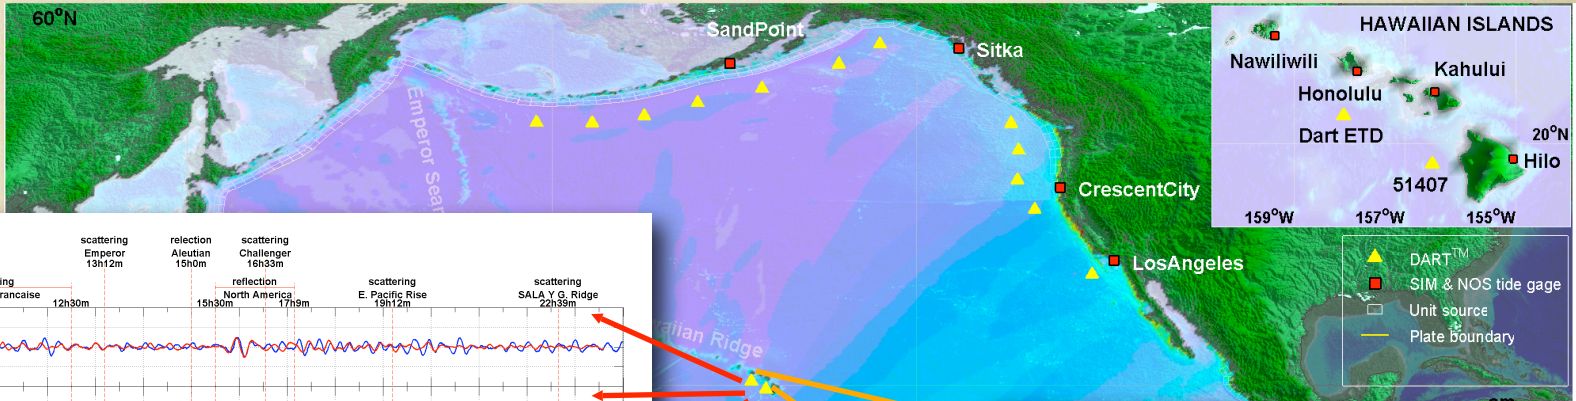 60°N
SandPoint
Sitka
Emperor Sea
CrescentCity
LosAngeles
HAWAIIAN ISLANDS
Nawiliwili
Kahului
Honolulu
Dart ETD
20°N
Hilo
51407
159°W
157°W
155°W
DART™
SIM & NOS tide gage
Unit source
Plate boundary
scattering
Emperor
13h12m
relection
Aleutian
15h0m
scattering
Challenger
16h33m
ing
rancaise
12h30m
reflection
North America
15h30m
17h9m
scattering
E. Pacific Rise
19h12m
scattering
SALA Y G. Ridge
22h39m
aiian Ridge